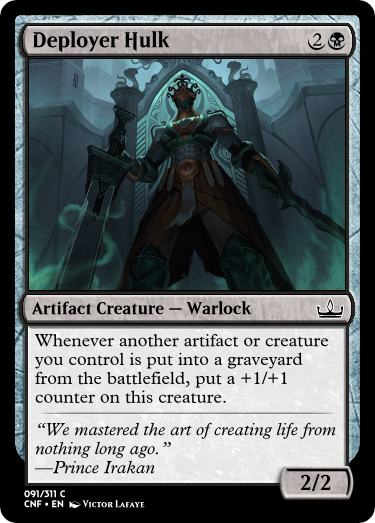 Deployer Hulk 2
Artifact Creature — Warlock
Whenever another artifact or creature
you control is put into a graveyard
from the battlefield, put a +1/+1
counter on this creature.
“We mastered the art of creating life from
nothing long ago.”
—Prince Irakan
2/2
091/311 C
CNF • EN Victor Lafaye